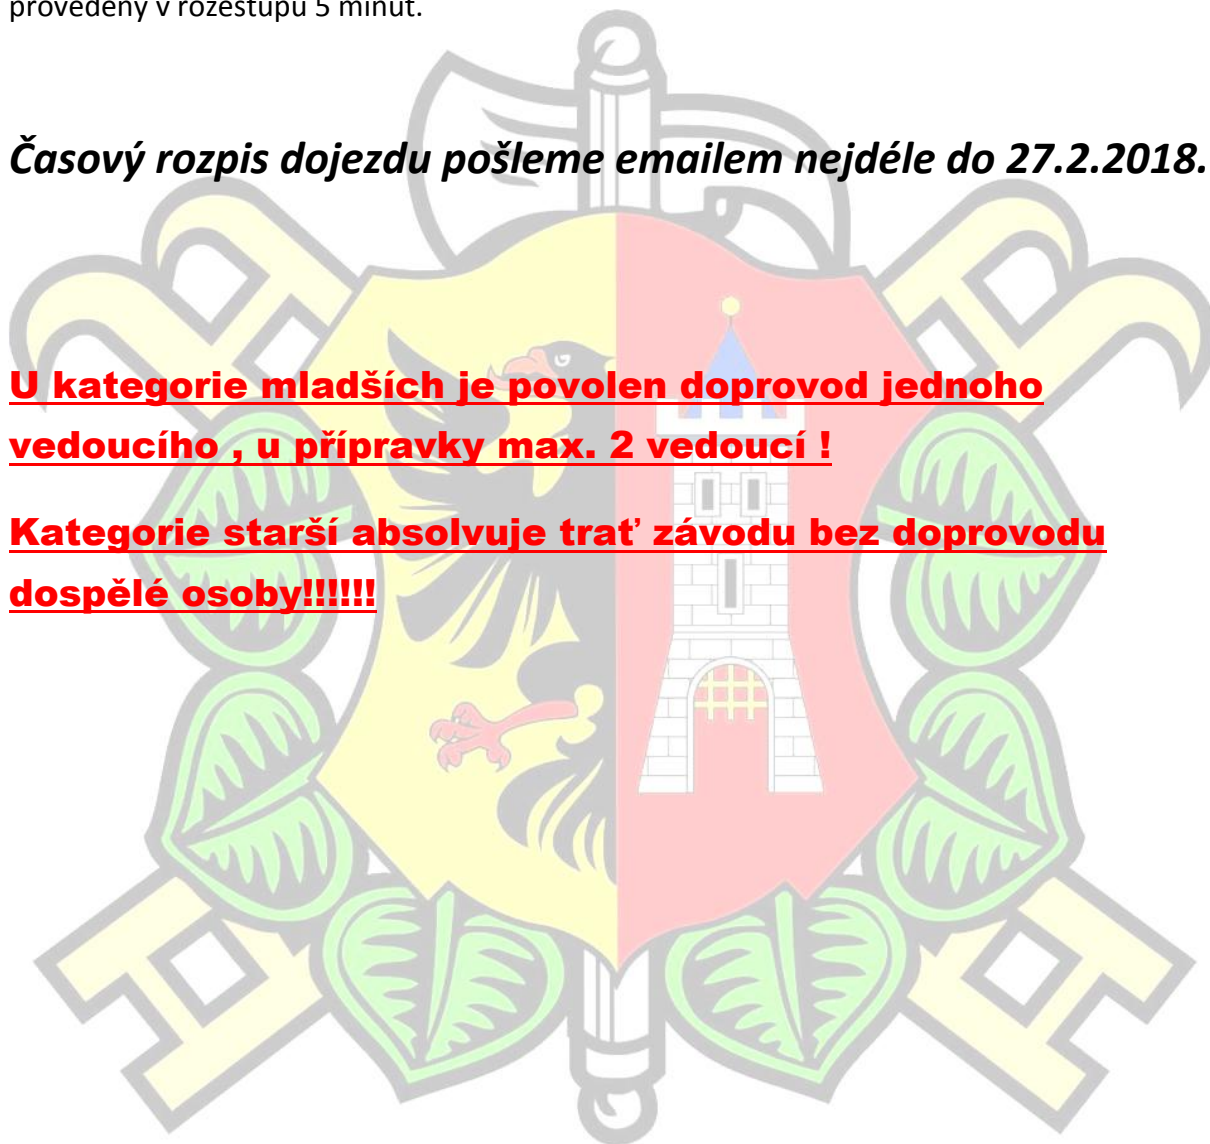 provedeny v rozestupu 5 minut.
Časový rozpis dojezdu pošleme emailem nejdéle do 27.2.2018.
U kategorie mladších je povolen doprovod jednoho
vedoucího , u přípravky max. 2 vedoucí !
Kategorie starší absolvuje trať závodu bez doprovodu
dospělé osoby!!!!!!